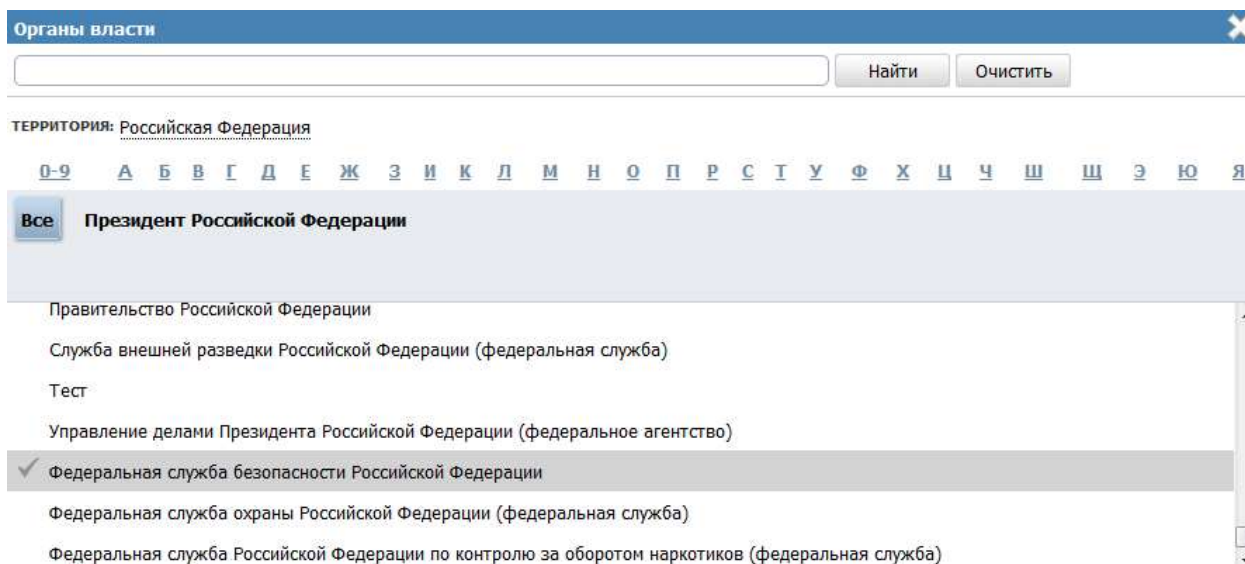 Органы власти
Найти Очистить
ТЕРРИТОРИЯ: Российская Федерация
0-9 А Б В Г Д Е Ж З И К Л М Н О П Р С Т У Ф Х Ц Ч Ш Щ Э Ю Я
Все Президент Российской Федерации
Правительство Российской Федерации
Служба внешней разведки Российской Федерации (федеральная служба)
Тест
Управление делами Президента Российской Федерации (федеральное агентство)
Федеральная служба безопасности Российской Федерации
Федеральная служба охраны Российской Федерации (федеральная служба)
Федеральная служба Российской Федерации по контролю за оборотом наркотиков (федеральная служба)